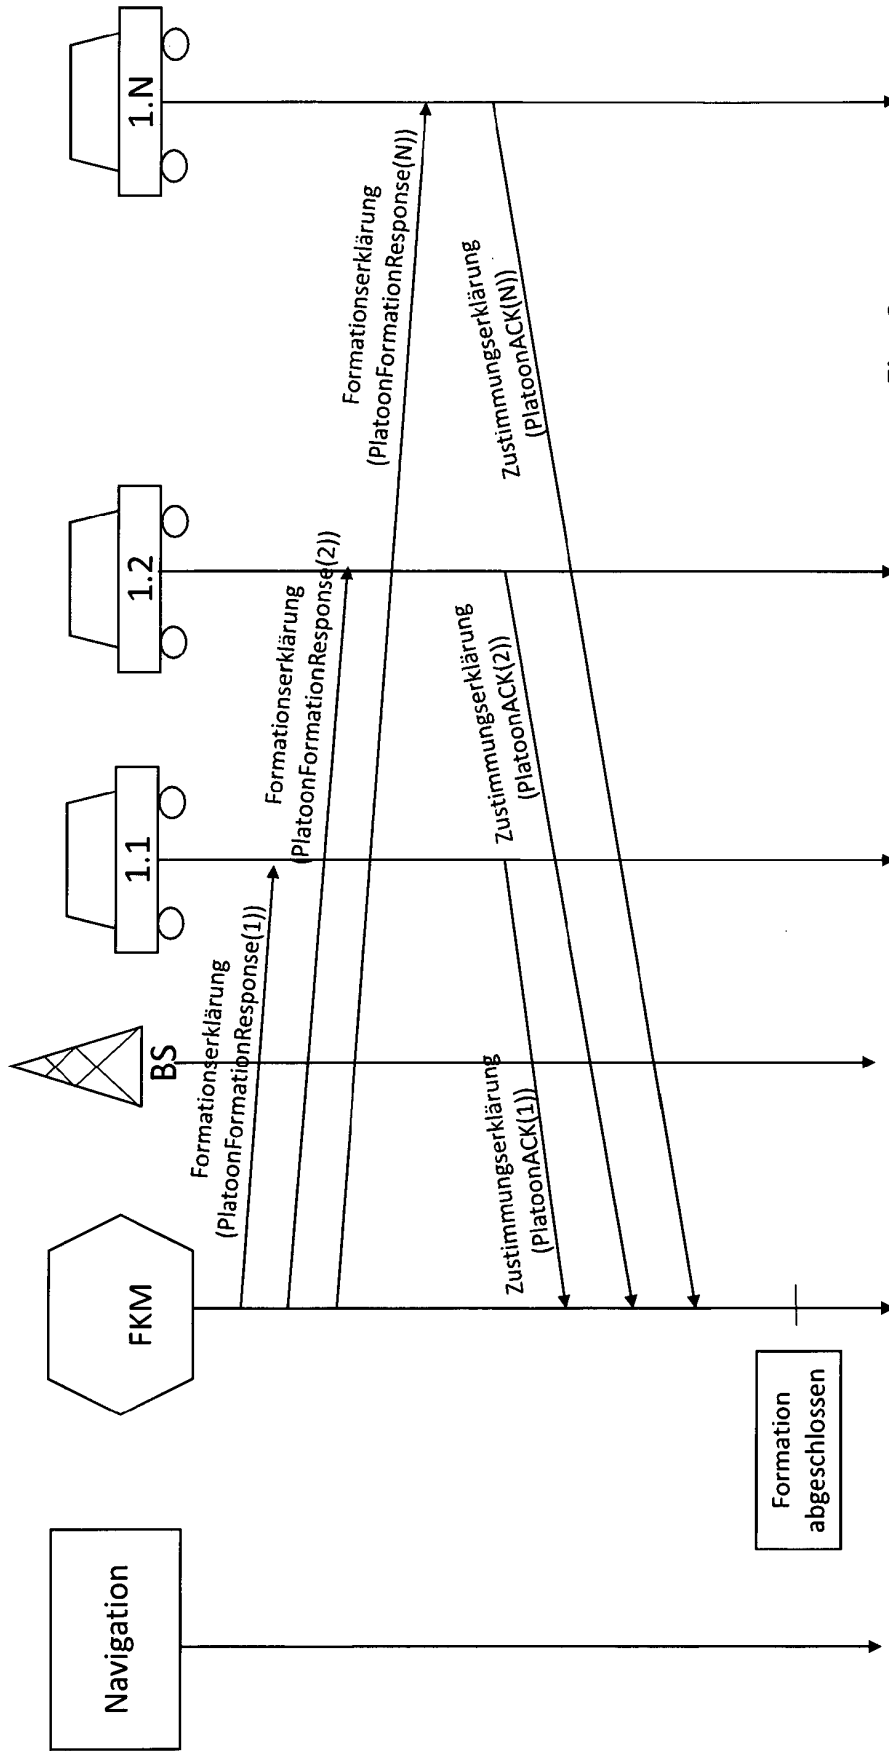 Navigation
FKM
BS
1.1
1.2
1.N
Formationserklärung
(PlatoonFormationResponse(1))
Formationserklärung
(PlatoonFormationResponse(2))
Formationserklärung
(PlatoonFormationResponse(N))
Zustimmungserklärung
(PlatoonACK(1))
Zustimmungserklärung
(PlatoonACK(2))
Zustimmungserklärung
(PlatoonACK(N))
Formation
abgeschlossen